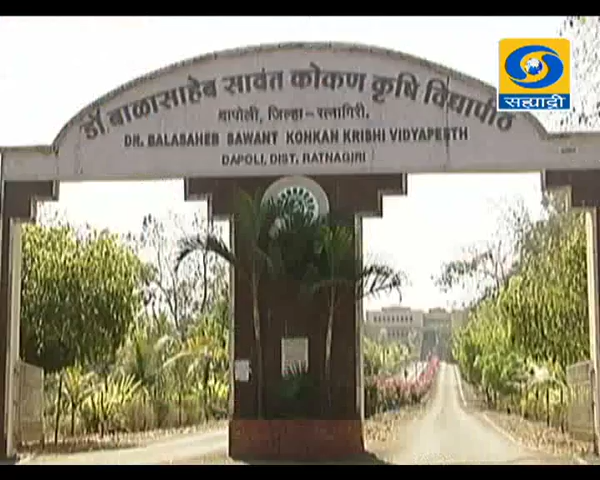 डॉ. बाळासाहेब सावंत कोकण कृषि विद्यापीठ
दापोली, जिल्हा-रत्नागिरी.
DR. BALASAHEB SAWANT KONKAN KRISHI VIDYAPEETH
DAPOLI, DIST. RATNAGIRI
सह्याद्री